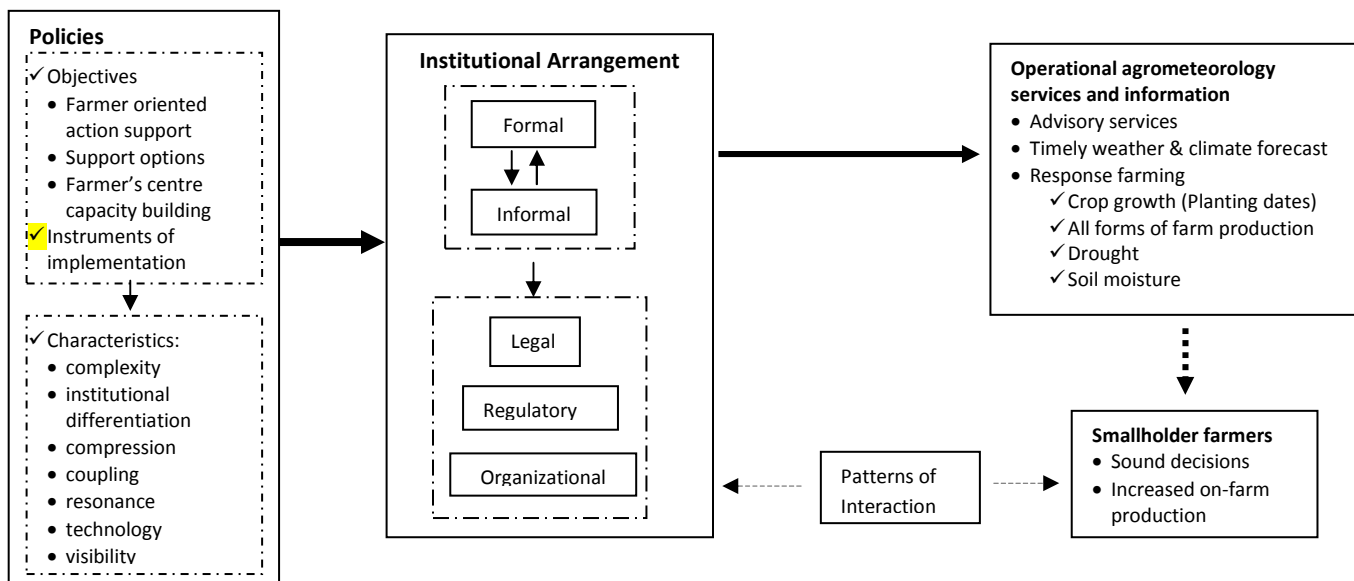 Policies
✓ Objectives
• Farmer oriented
action support
• Support options
• Farmer's centre
capacity building
✓ Instruments of
implementation
✓ Characteristics:
• complexity
• institutional
differentiation
• compression
• coupling
• resonance
• technology
• visibility
Institutional Arrangement
Formal
Informal
Legal
Regulatory
Organizational
Operational agrometeorology
services and information
• Advisory services
• Timely weather & climate forecast
• Response farming
✓ Crop growth (Planting dates)
✓ All forms of farm production
✓ Drought
✓ Soil moisture
Smallholder farmers
• Sound decisions
• Increased on-farm
production
Patterns of
Interaction